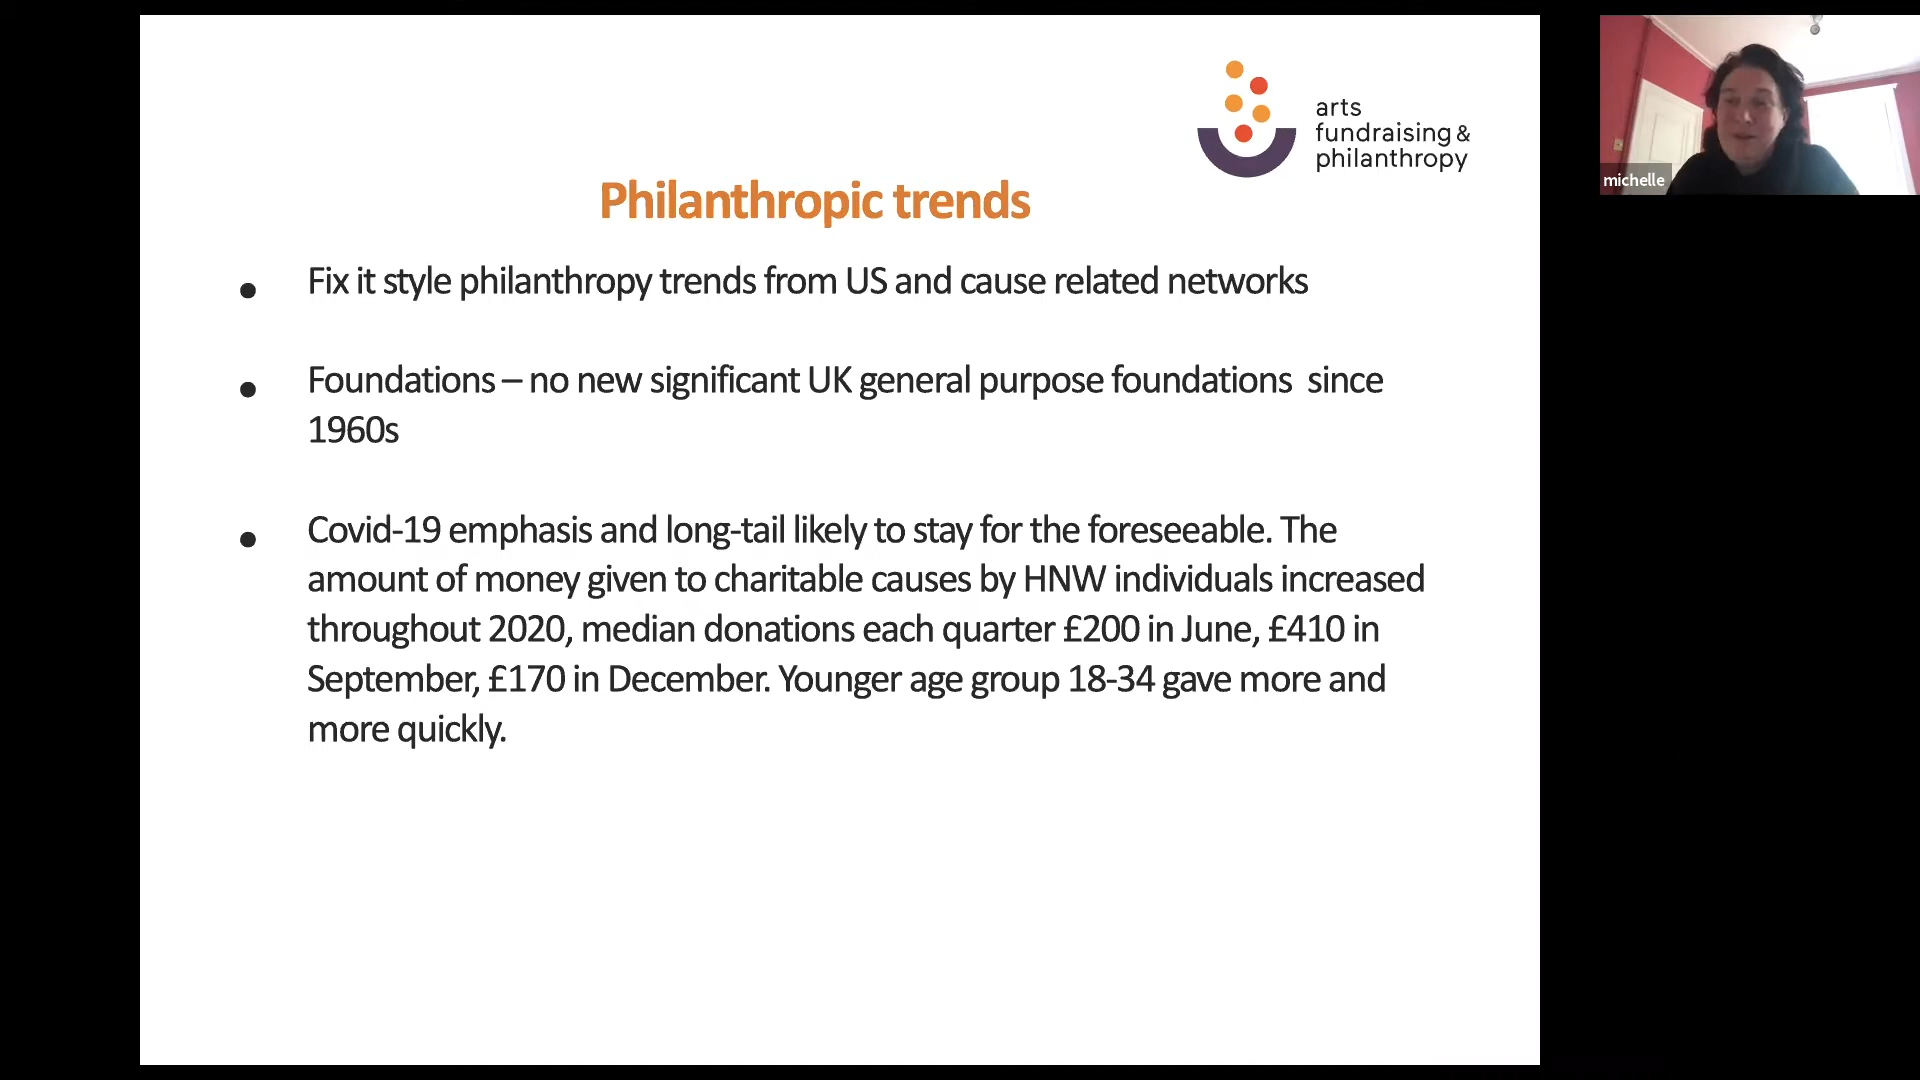 arts
fundraising &
philanthropy
michelle
Philanthropic trends
• Fix it style philanthropy trends from US and cause related networks
• Foundations – no new significant UK general purpose foundations  since
1960s
• Covid-19 emphasis and long-tail likely to stay for the foreseeable. The
amount of money given to charitable causes by HNW individuals increased
throughout 2020, median donations each quarter £200 in June, £410 in
September, £170 in December. Younger age group 18-34 gave more and
more quickly.